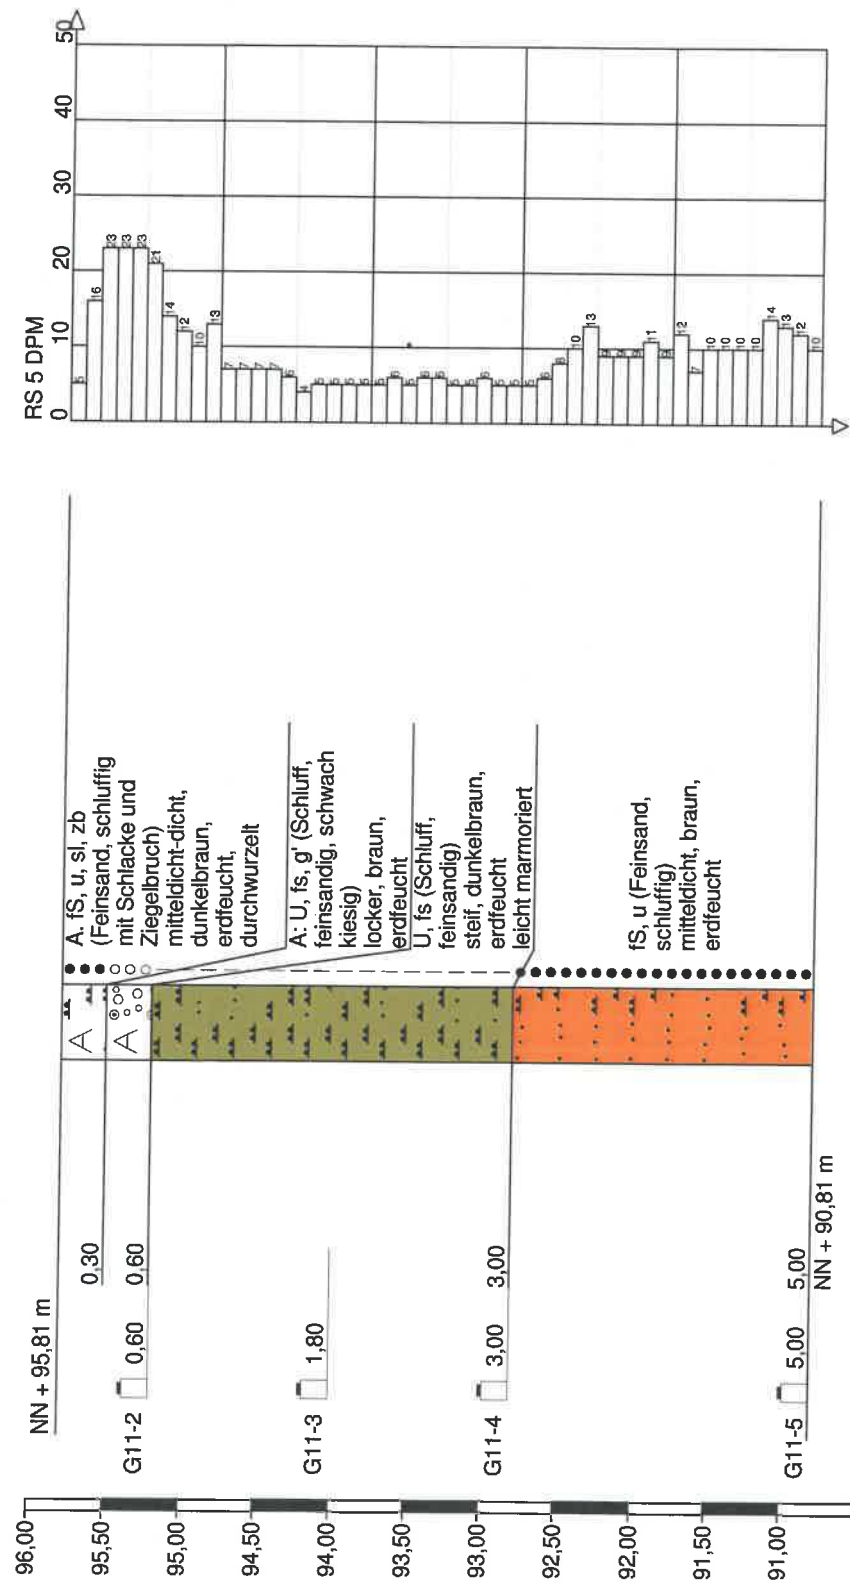 RS 5 DPM
0 10 20 30 40 50
5
16
23
23
23
21
14
12
10
13
7
7
7
7
6
4
5
5
5
5
5
6
5
6
6
5
5
6
5
5
5
6
8
10
13
9
9
9
11
9
12
7
10
10
10
10
14
13
12
10
NN + 95,81 m
A. fS, u, sl, zb
(Feinsand, schluffig
mit Schlacke und
Ziegelbruch)
mitteldicht-dicht,
dunkelbraun,
erdfeucht,
durchwurzelt
A: U, fs, g' (Schluff,
feinsandig, schwach
kiesig)
locker, braun,
erdfeucht
U, fs (Schluff,
feinsandig)
steif, dunkelbraun,
erdfeucht
leicht marmoriert
fS, u (Feinsand,
schluffig)
mitteldicht, braun,
erdfeucht
A
A
0,30
G11-2 0,60 0,60
G11-3 1,80
G11-4 3,00 3,00
G11-5 5,00 5,00
NN + 90,81 m
96,00
95,50
95,00
94,50
94,00
93,50
93,00
92,50
92,00
91,50
91,00